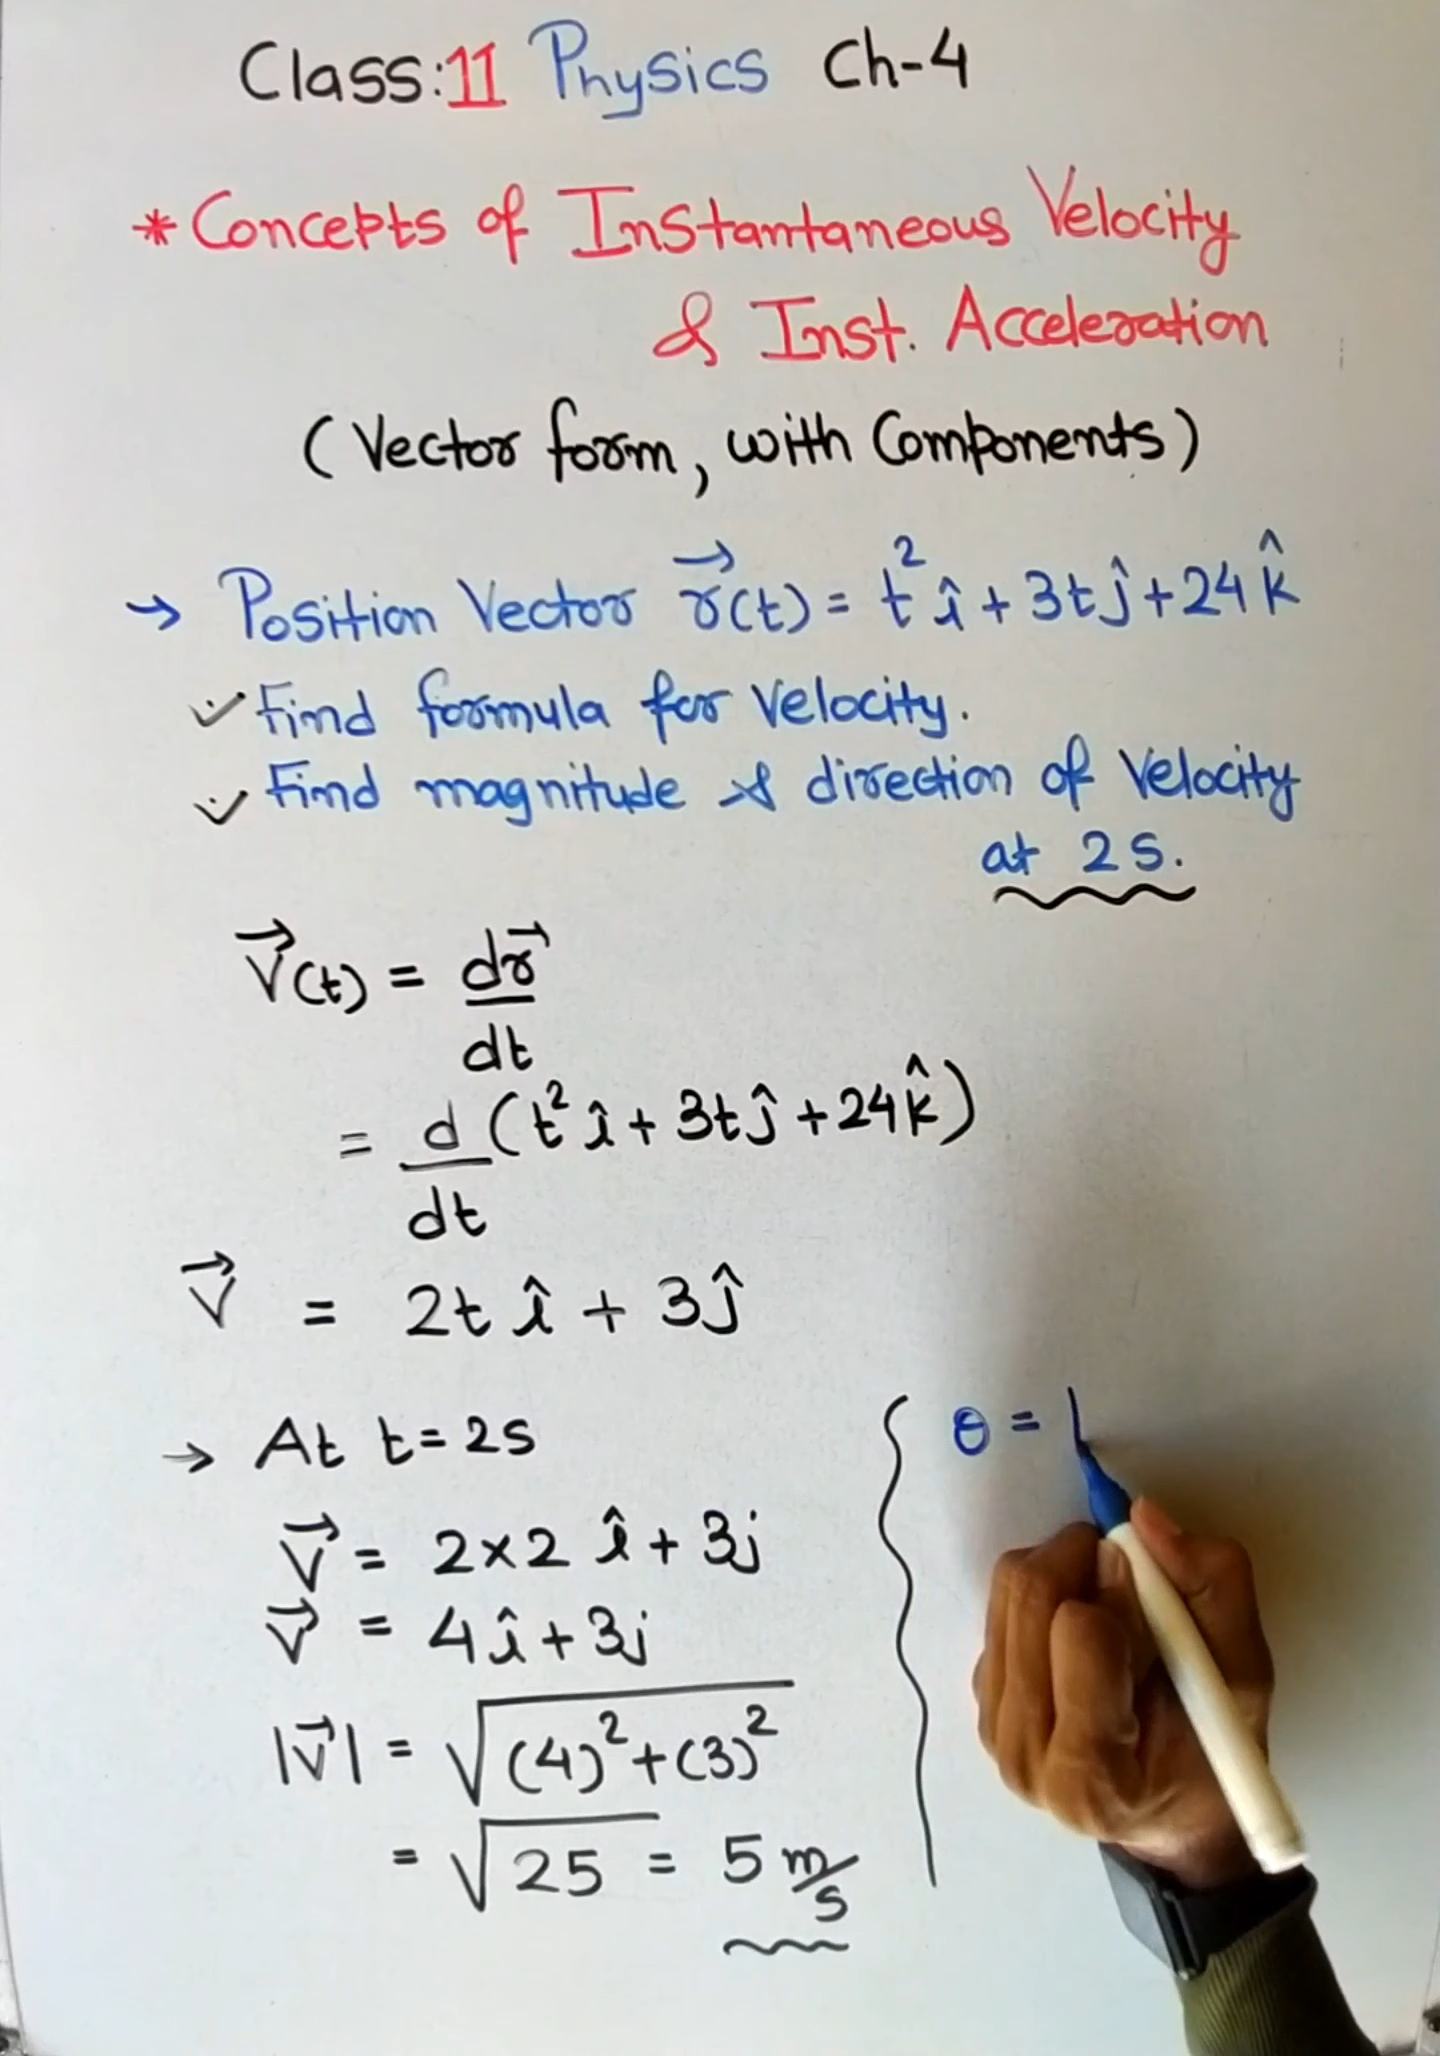 Class:11 Physics Ch-4
* Concepts of Instantaneous Velocity
& Inst. Acceleration
(Vector form, with Components)
→ Position Vector r⃗(t) = t² î + 3t ĵ + 24 k̂
✓ Find formula for Velocity.
✓ Find magnitude & direction of Velocity
at 2s.
V⃗(t) = dr⃗/dt
= d/dt (t² î + 3t ĵ + 24 k̂)
V⃗ = 2t î + 3 ĵ
→ At t = 2s
V⃗ = 2×2 î + 3j
V⃗ = 4 î + 3j
|V⃗| = √(4)² + (3)²
= √25 = 5 m/s
θ =